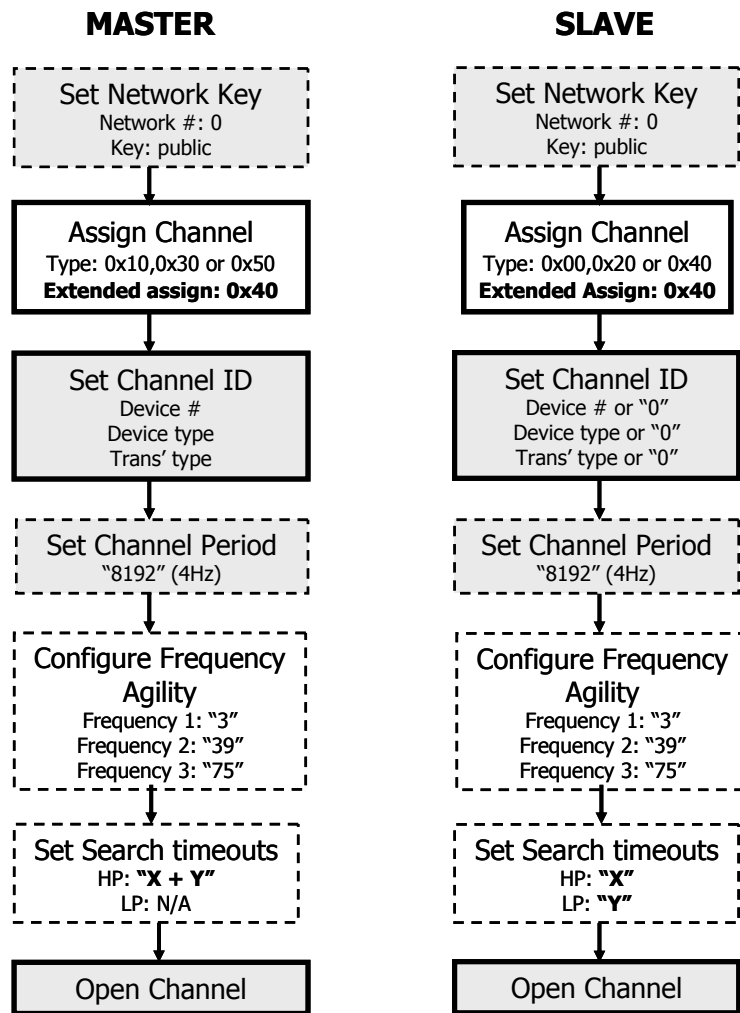 MASTER
Set Network Key
Network #: 0
Key: public
Assign Channel
Type: 0x10,0x30 or 0x50
Extended assign: 0x40
Set Channel ID
Device #
Device type
Trans’ type
Set Channel Period
“8192” (4Hz)
Configure Frequency
Agility
Frequency 1: “3”
Frequency 2: “39”
Frequency 3: “75”
Set Search timeouts
HP: “X + Y”
LP: N/A
Open Channel
SLAVE
Set Network Key
Network #: 0
Key: public
Assign Channel
Type: 0x00,0x20 or 0x40
Extended Assign: 0x40
Set Channel ID
Device # or “0”
Device type or “0”
Trans’ type or “0”
Set Channel Period
“8192” (4Hz)
Configure Frequency
Agility
Frequency 1: “3”
Frequency 2: “39”
Frequency 3: “75”
Set Search timeouts
HP: “X”
LP: “Y”
Open Channel